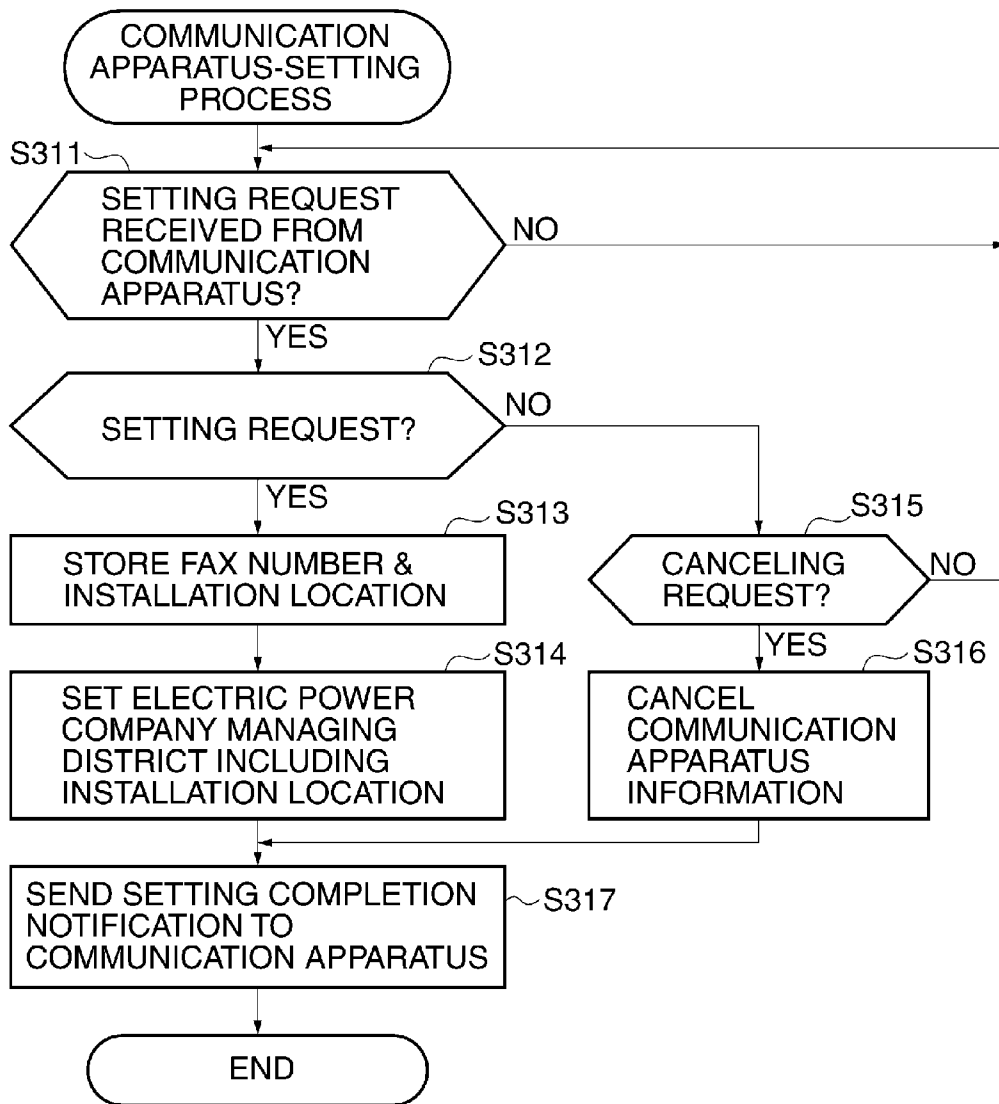 COMMUNICATION
APPARATUS-SETTING
PROCESS
S311
SETTING REQUEST
RECEIVED FROM
COMMUNICATION
APPARATUS?
NO
YES
S312
SETTING REQUEST?
NO
YES
S313
STORE FAX NUMBER &
INSTALLATION LOCATION
S315
CANCELING
REQUEST?
NO
YES
S314
SET ELECTRIC POWER
COMPANY MANAGING
DISTRICT INCLUDING
INSTALLATION LOCATION
S316
CANCEL
COMMUNICATION
APPARATUS
INFORMATION
SEND SETTING COMPLETION
NOTIFICATION TO
COMMUNICATION APPARATUS
S317
END